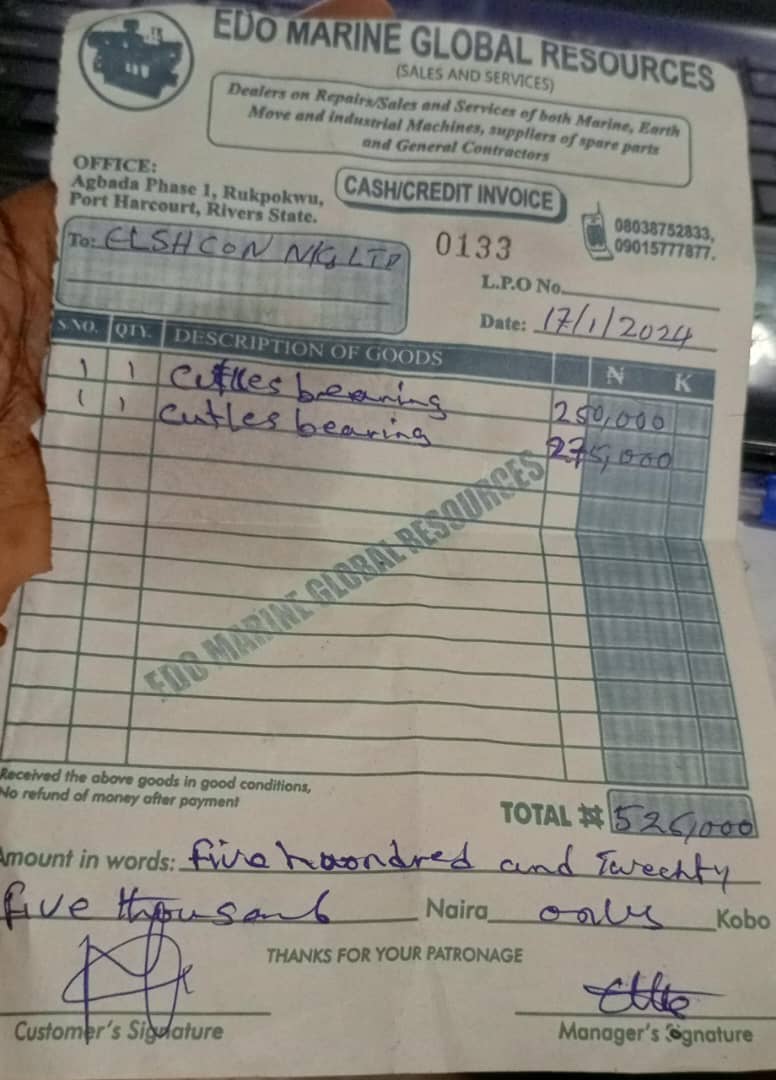 EDO MARINE GLOBAL RESOURCES
(SALES AND SERVICES)
Dealers on Repairs/Sales and Services of both Marine, Earth
Move and industrial Machines, suppliers of spare parts
and General Contractors
OFFICE:
Agbada Phase 1, Rukpokwu,
Port Harcourt, Rivers State.
CASH/CREDIT INVOICE
08038752833,
09015777877.
To: ELSHCON NIG LTD
0133
L.P.O No.
Date: 17/1/2024
S/NO. QTY. DESCRIPTION OF GOODS ₦ K
1 1 cutles bearing 250,000
1 1 cutles bearing 275,000
EDO MARINE GLOBAL RESOURCES
Received the above goods in good conditions,
No refund of money after payment
TOTAL ₦ 525,000
Amount in words: five hoondred and Twechty
five thousand Naira only Kobo
THANKS FOR YOUR PATRONAGE
Customer's Signature Manager's Signature